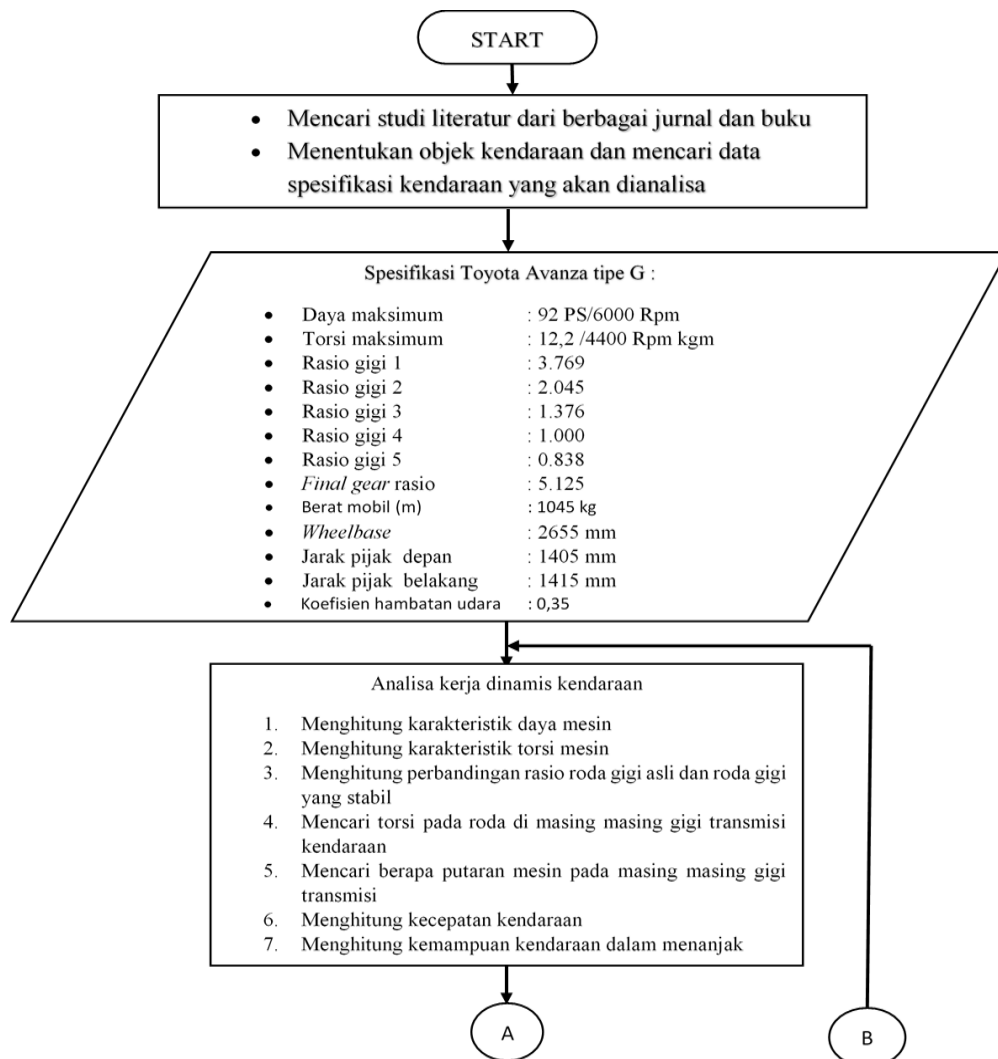 START
• Mencari studi literatur dari berbagai jurnal dan buku
• Menentukan objek kendaraan dan mencari data
spesifikasi kendaraan yang akan dianalisa
Spesifikasi Toyota Avanza tipe G :
• Daya maksimum : 92 PS/6000 Rpm
• Torsi maksimum : 12,2 /4400 Rpm kgm
• Rasio gigi 1 : 3.769
• Rasio gigi 2 : 2.045
• Rasio gigi 3 : 1.376
• Rasio gigi 4 : 1.000
• Rasio gigi 5 : 0.838
• Final gear rasio : 5.125
• Berat mobil (m) : 1045 kg
• Wheelbase : 2655 mm
• Jarak pijak depan : 1405 mm
• Jarak pijak belakang : 1415 mm
• Koefisien hambatan udara : 0,35
Analisa kerja dinamis kendaraan
1. Menghitung karakteristik daya mesin
2. Menghitung karakteristik torsi mesin
3. Menghitung perbandingan rasio roda gigi asli dan roda gigi
yang stabil
4. Mencari torsi pada roda di masing masing gigi transmisi
kendaraan
5. Mencari berapa putaran mesin pada masing masing gigi
transmisi
6. Menghitung kecepatan kendaraan
7. Menghitung kemampuan kendaraan dalam menanjak
A
B